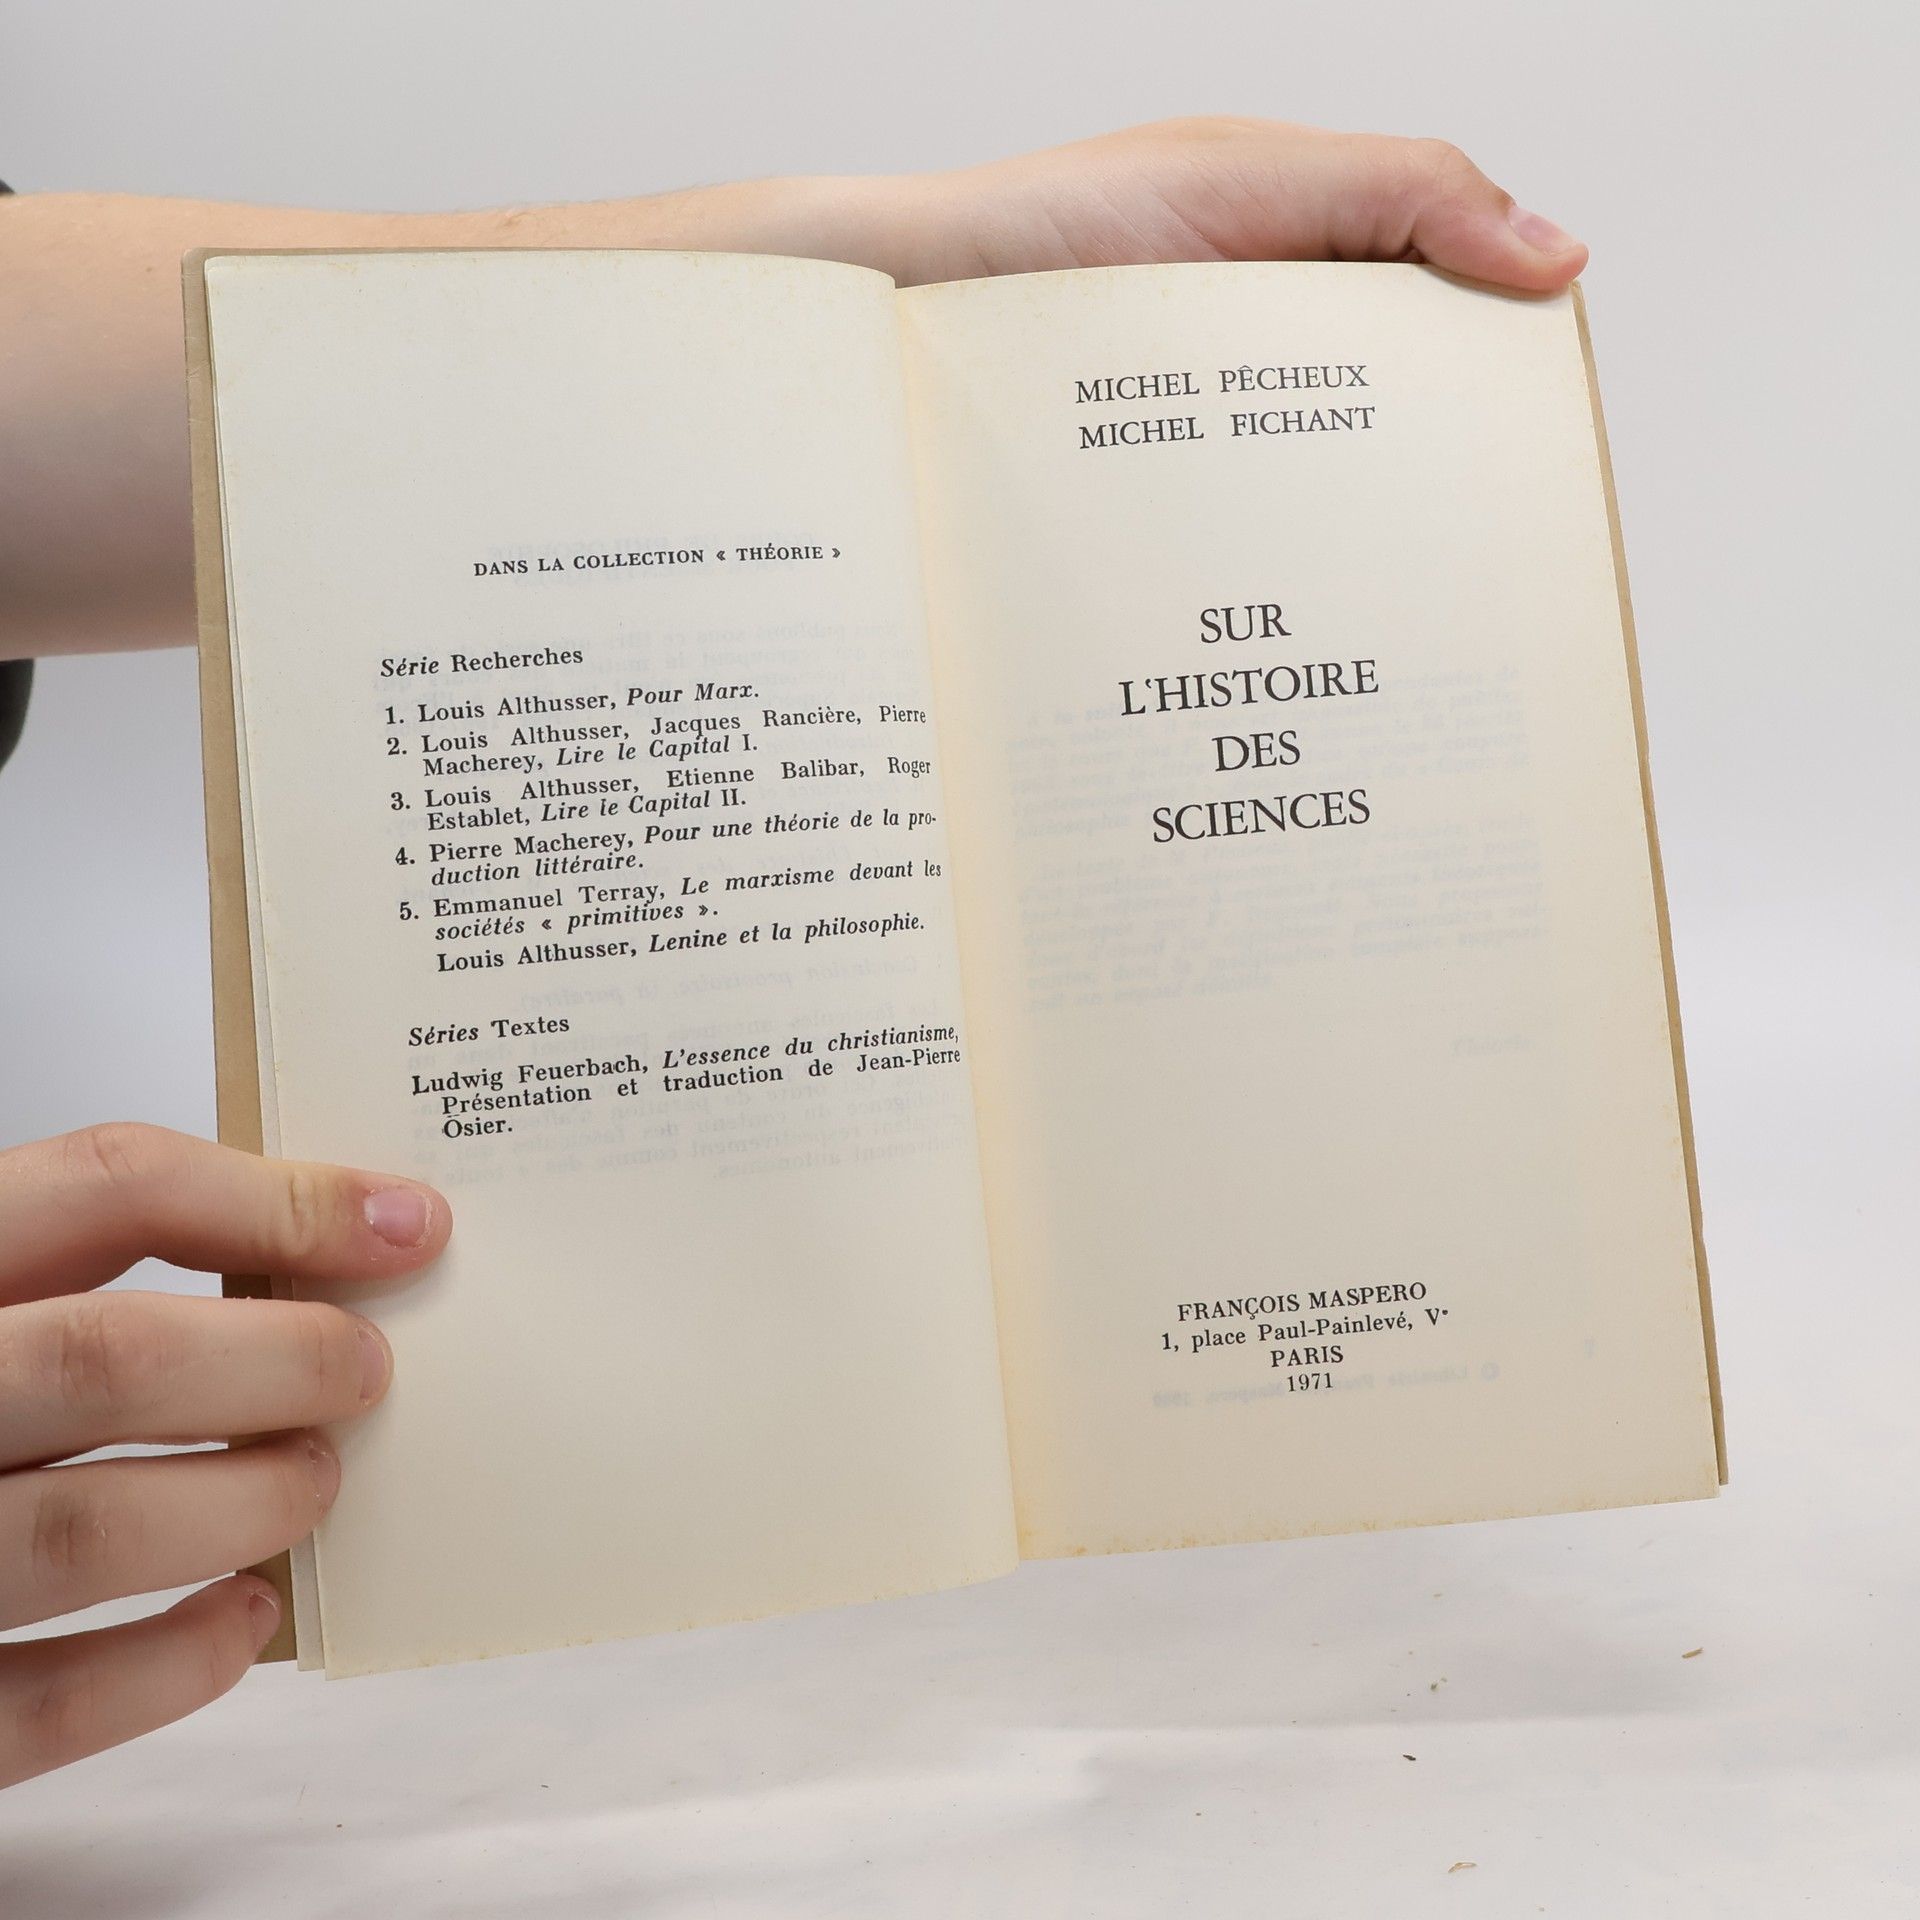 DANS LA COLLECTION « THÉORIE »
Série Recherches
1. Louis Althusser, Pour Marx.
2. Louis Althusser, Jacques Rancière, Pierre
Macherey, Lire le Capital I.
3. Louis Althusser, Etienne Balibar, Roger
Establet, Lire le Capital II.
4. Pierre Macherey, Pour une théorie de la pro-
duction littéraire.
5. Emmanuel Terray, Le marxisme devant les
sociétés « primitives ».
Louis Althusser, Lenine et la philosophie.
Séries Textes
Ludwig Feuerbach, L'essence du christianisme,
Présentation et traduction de Jean-Pierre
Osier.
MICHEL PÊCHEUX
MICHEL FICHANT
SUR
L‘HISTOIRE
DES
SCIENCES
FRANÇOIS MASPERO
1, place Paul-Painlevé, Vᵉ
PARIS
1971